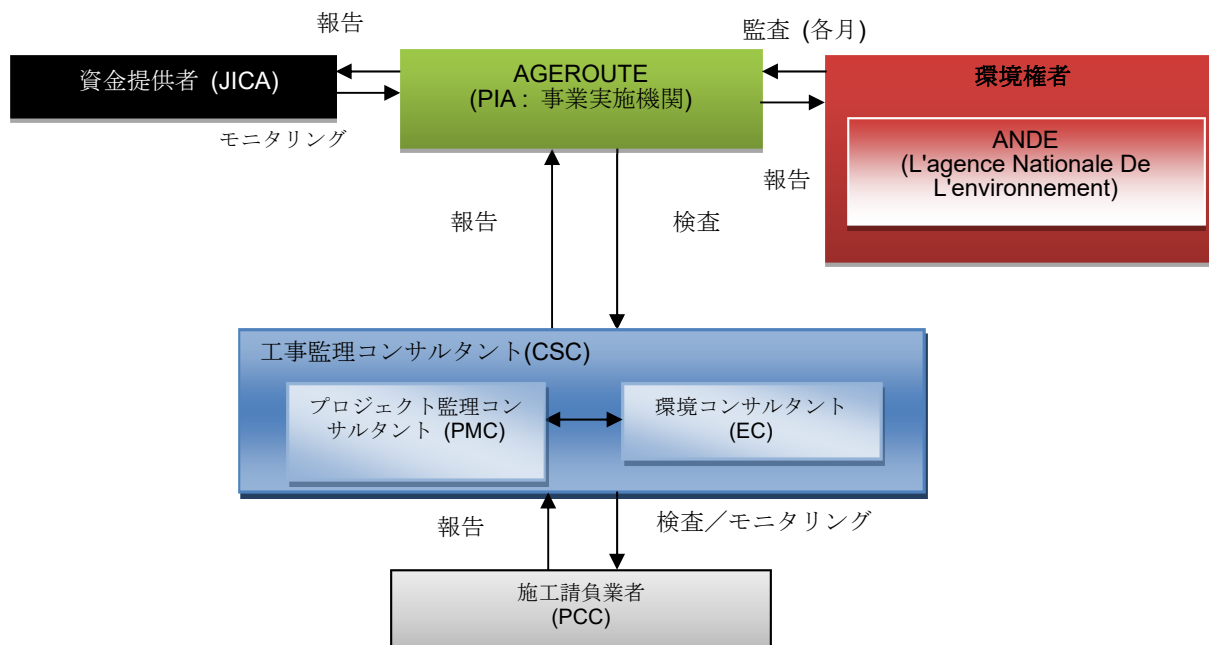 報告
監査 (各月)
資金提供者 (JICA)
AGEROUTE
(PIA : 事業実施機関)
環境権者
モニタリング
ANDE
(L'agence Nationale De
L'environnement)
報告
報告
検査
工事監理コンサルタント(CSC)
プロジェクト監理コン
サルタント (PMC)
環境コンサルタント
(EC)
報告
検査／モニタリング
施工請負業者
(PCC)